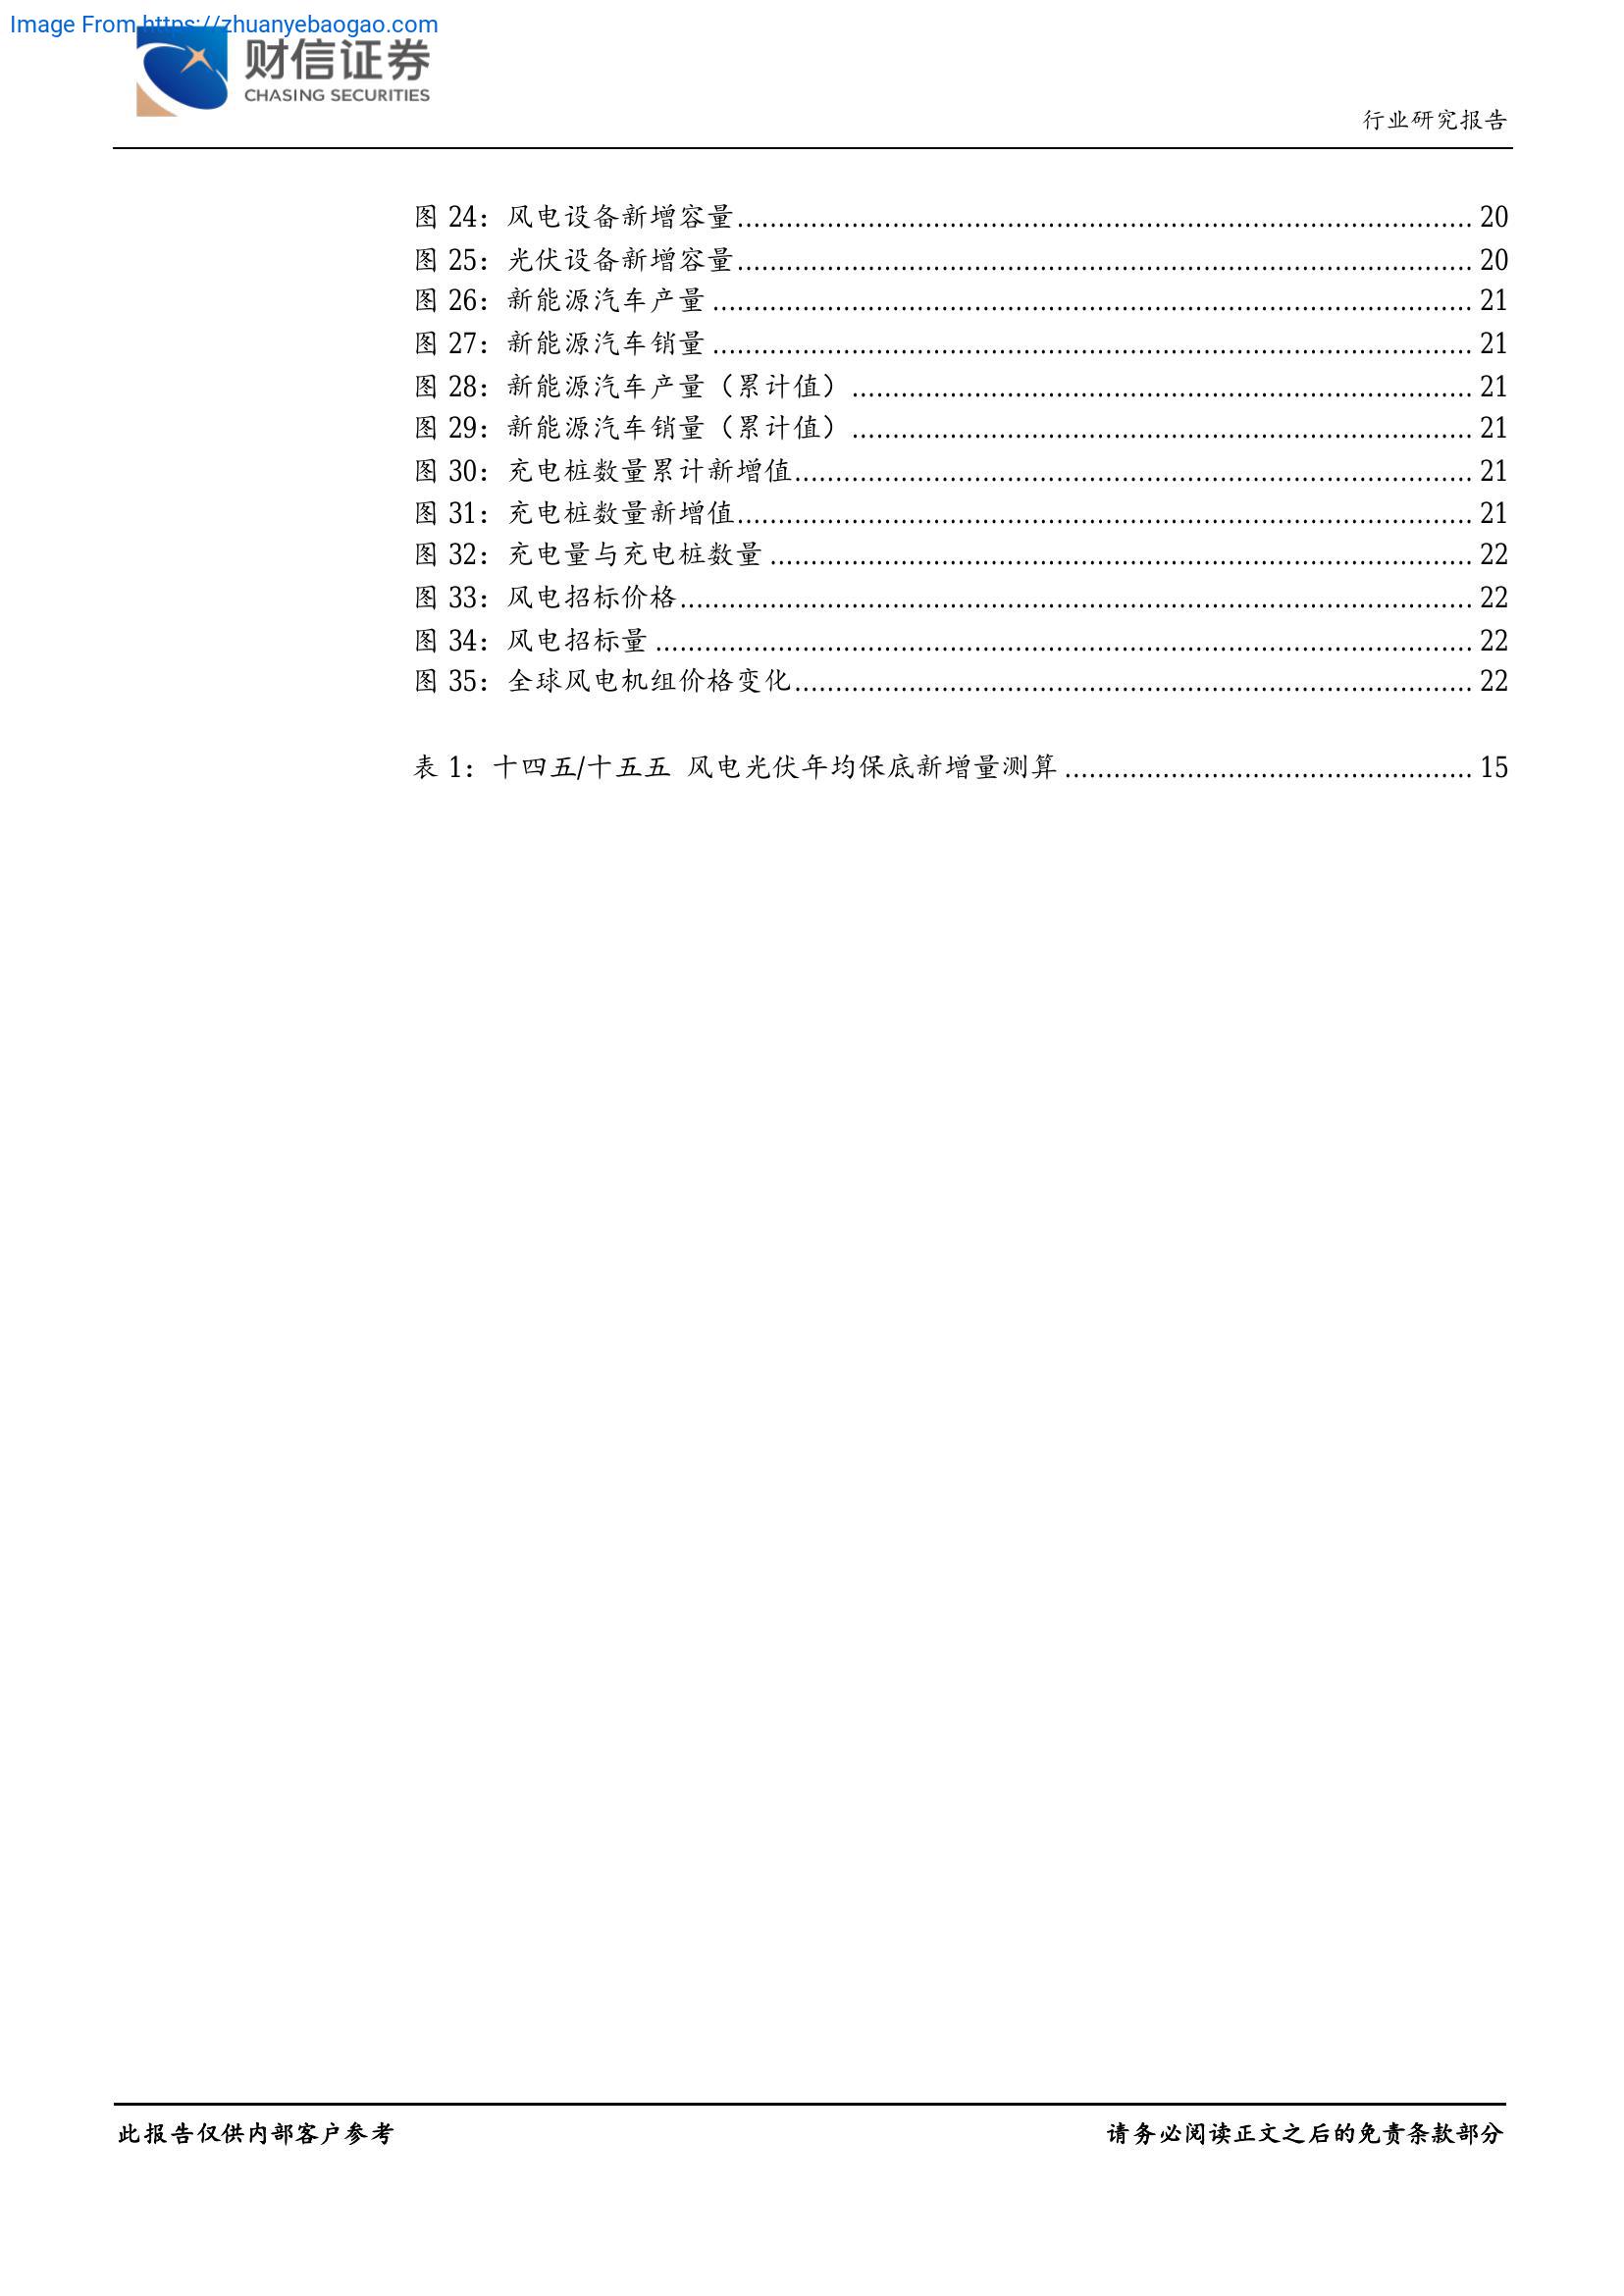 Image From https://zhuanyebaogao.com
财信证券
CHASING SECURITIES
行业研究报告
图 24：风电设备新增容量........................................ 20
图 25：光伏设备新增容量........................................ 20
图 26：新能源汽车产量........................................ 21
图 27：新能源汽车销量........................................ 21
图 28：新能源汽车产量（累计值）........................................ 21
图 29：新能源汽车销量（累计值）........................................ 21
图 30：充电桩数量累计新增值........................................ 21
图 31：充电桩数量新增值........................................ 21
图 32：充电量与充电桩数量........................................ 22
图 33：风电招标价格........................................ 22
图 34：风电招标量........................................ 22
图 35：全球风电机组价格变化........................................ 22
表 1：十四五/十五五 风电光伏年均保底新增量测算........................................ 15
此报告仅供内部客户参考
请务必阅读正文之后的免责条款部分